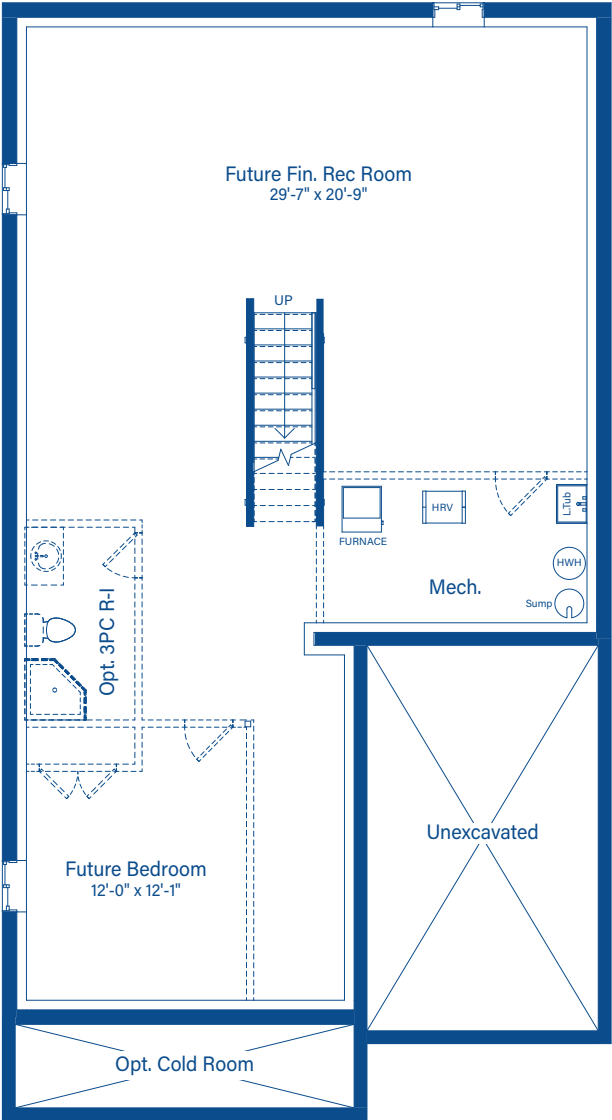 Future Fin. Rec Room
29'-7" x 20'-9"
UP
L.Tub
HRV
FURNACE
HWH
Mech.
Sump
Opt. 3PC R-I
Unexcavated
Future Bedroom
12'-0" x 12'-1"
Opt. Cold Room